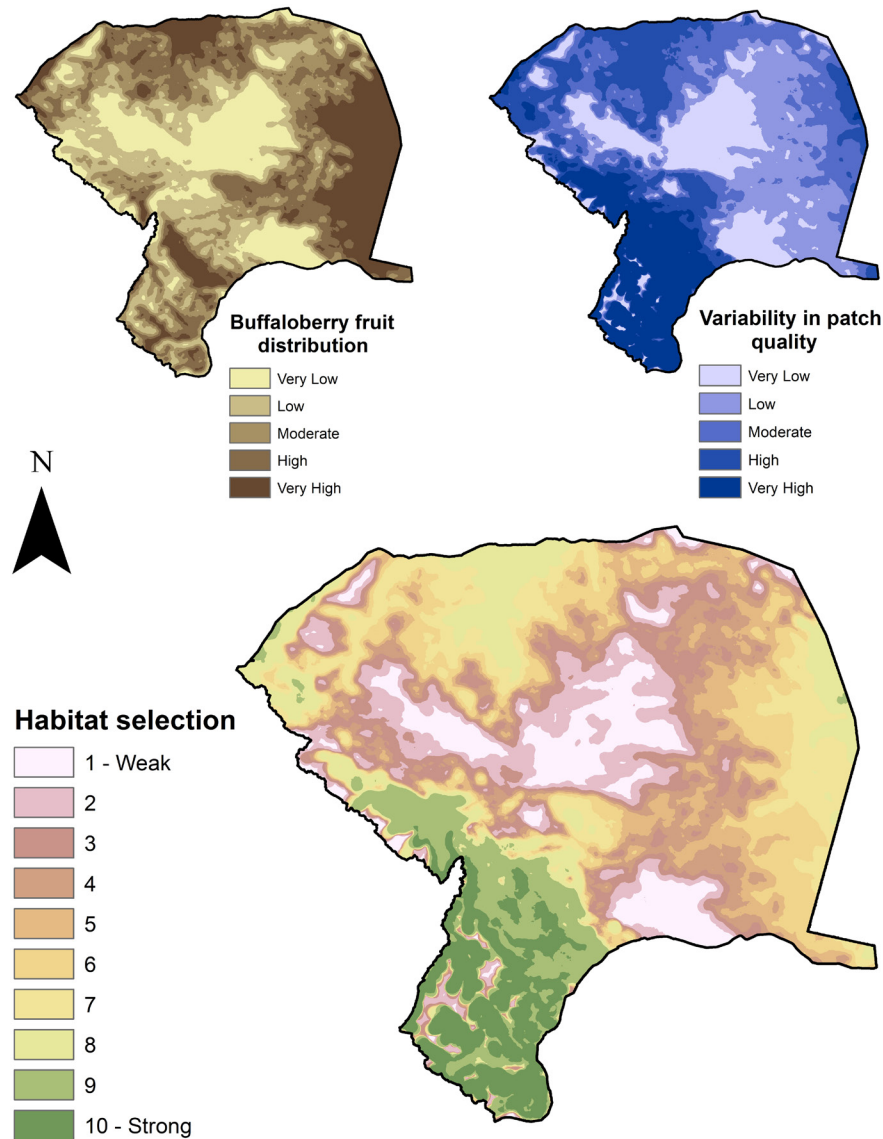 Buffaloberry fruit
distribution
Very Low
Low
Moderate
High
Very High
Variability in patch
quality
Very Low
Low
Moderate
High
Very High
N
Habitat selection
1 - Weak
2
3
4
5
6
7
8
9
10 - Strong